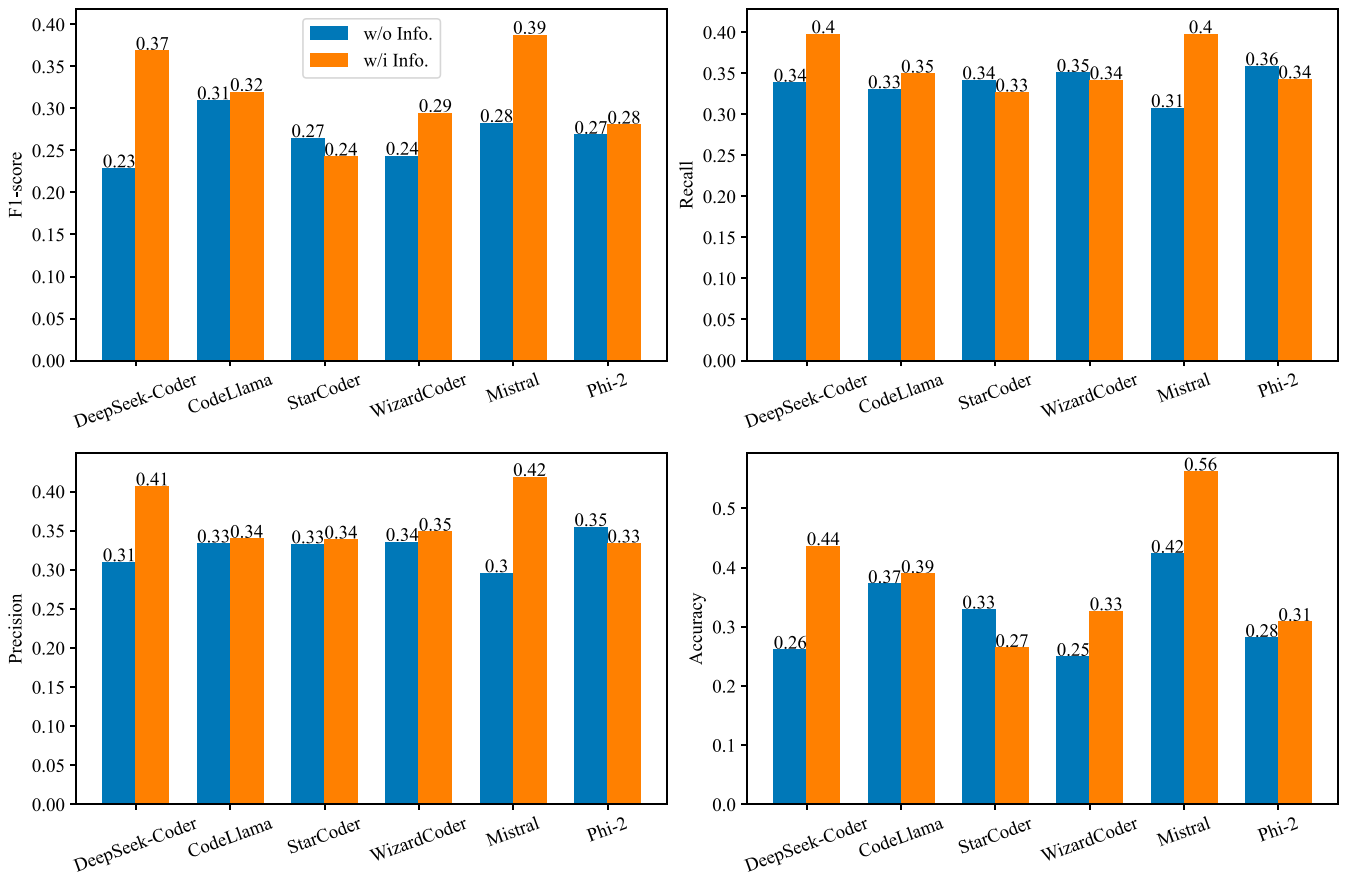 w/o Info.
w/i Info.
F1-score
0.40
0.35
0.30
0.25
0.20
0.15
0.10
0.05
0.00
0.23 0.37 0.31 0.32 0.27 0.24 0.24 0.29 0.28 0.39 0.27 0.28
DeepSeek-Coder CodeLlama StarCoder WizardCoder Mistral Phi-2
Recall
0.40
0.35
0.30
0.25
0.20
0.15
0.10
0.05
0.00
0.34 0.4 0.33 0.35 0.34 0.33 0.35 0.34 0.31 0.4 0.36 0.34
DeepSeek-Coder CodeLlama StarCoder WizardCoder Mistral Phi-2
Precision
0.40
0.35
0.30
0.25
0.20
0.15
0.10
0.05
0.00
0.31 0.41 0.33 0.34 0.33 0.34 0.34 0.35 0.3 0.42 0.35 0.33
DeepSeek-Coder CodeLlama StarCoder WizardCoder Mistral Phi-2
Accuracy
0.5
0.4
0.3
0.2
0.1
0.0
0.26 0.44 0.37 0.39 0.33 0.27 0.25 0.33 0.42 0.56 0.28 0.31
DeepSeek-Coder CodeLlama StarCoder WizardCoder Mistral Phi-2